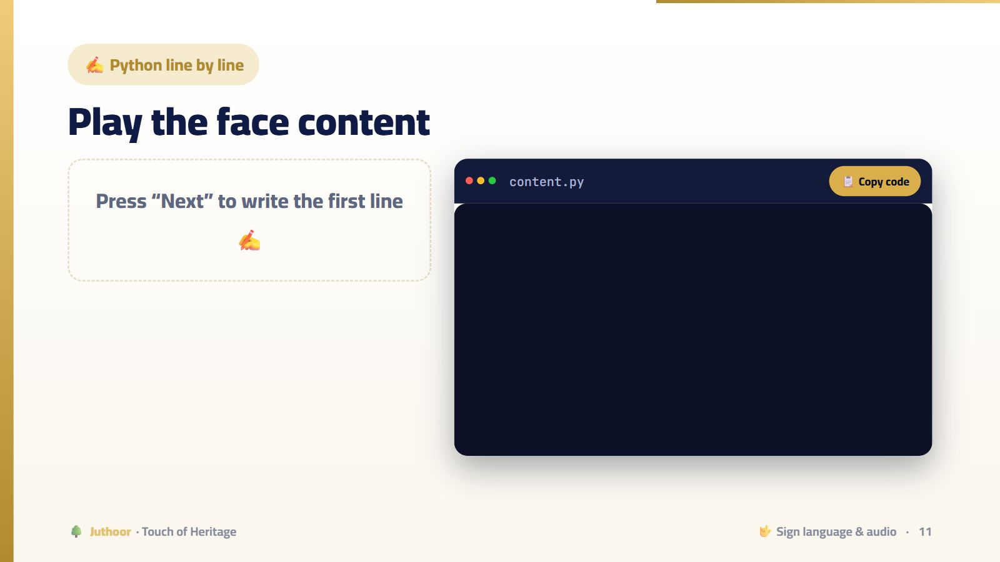 ✍️ Python line by line
Play the face content
Press “Next” to write the first line
✍️
content.py
📋 Copy code
🌳 Juthoor · Touch of Heritage
🤟 Sign language & audio · 11